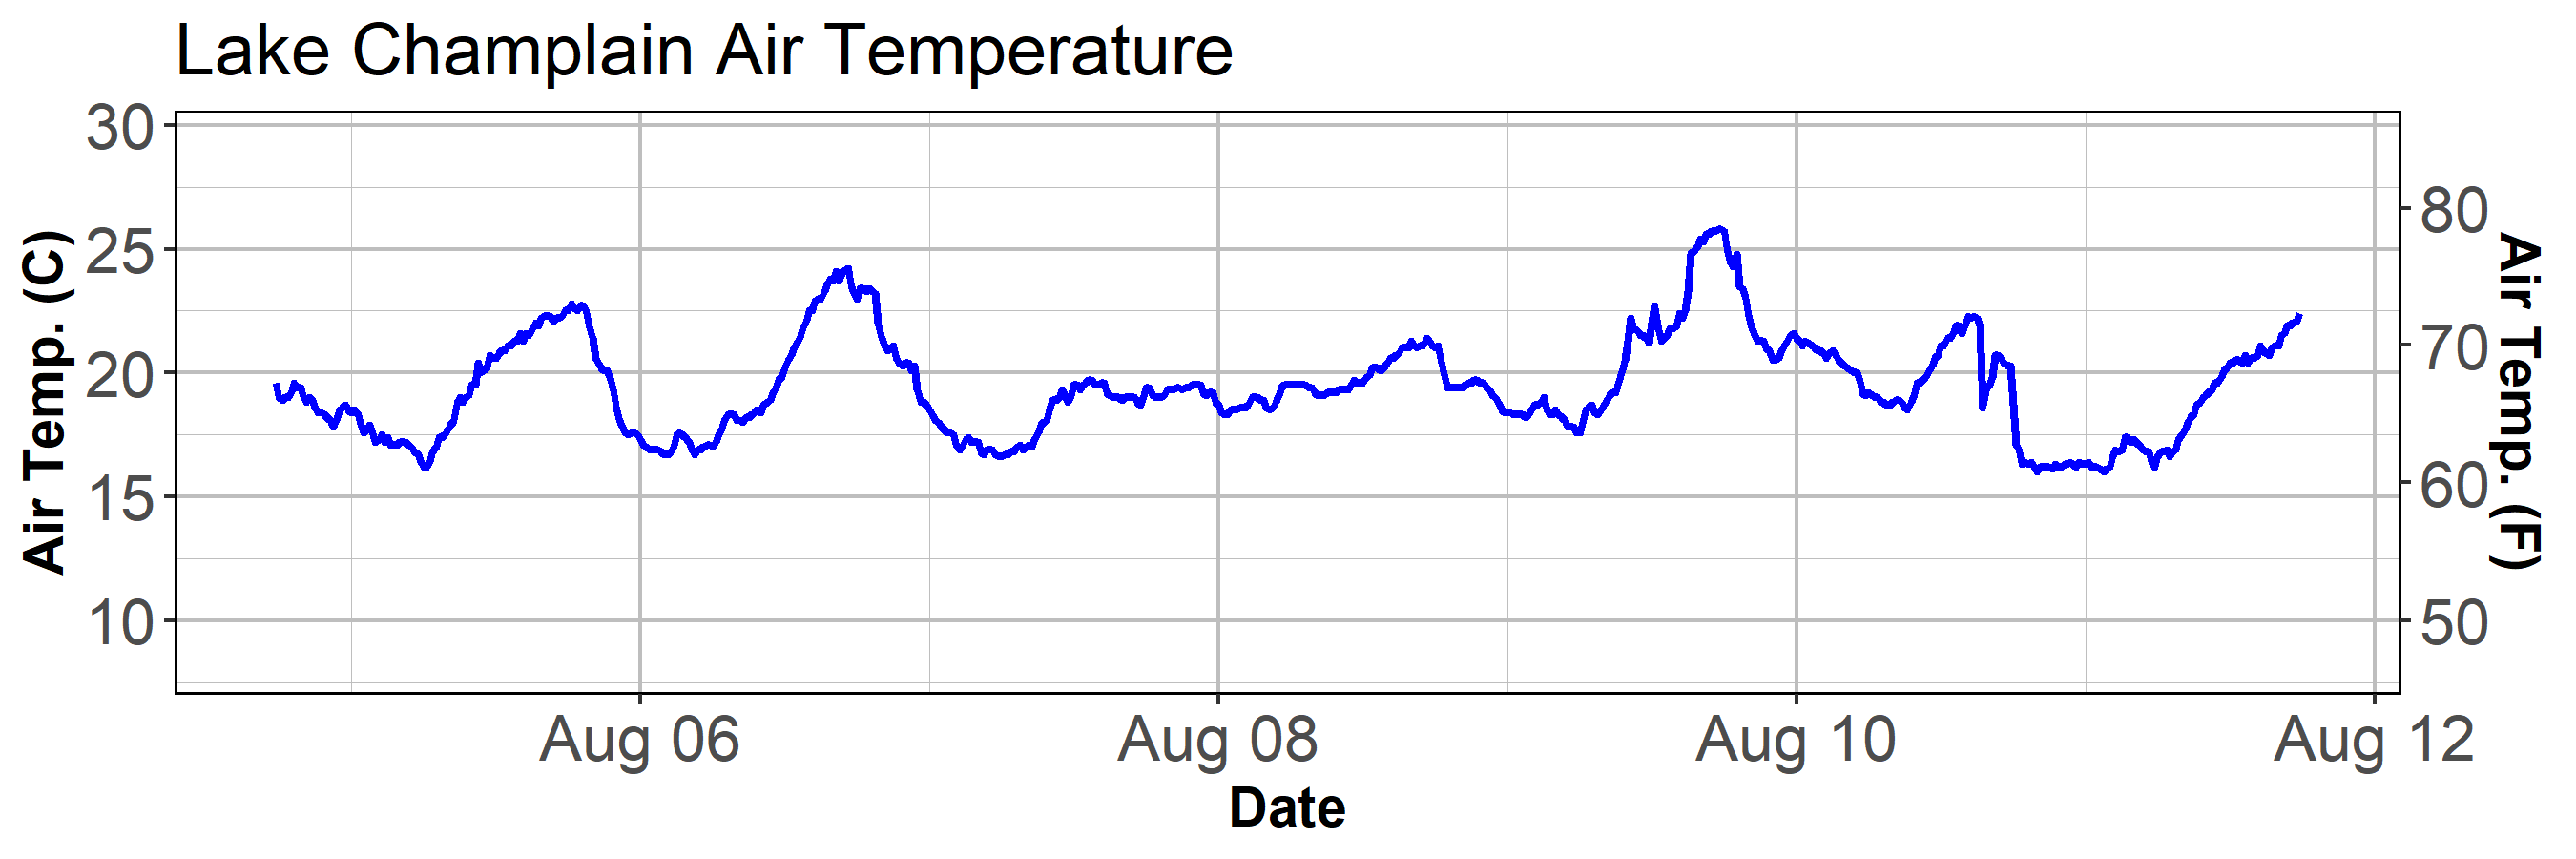 Lake Champlain Air Temperature
30
25
20
15
10
Air Temp. (C)
80
70
60
50
Air Temp. (F)
Aug 06 Aug 08 Aug 10 Aug 12
Date